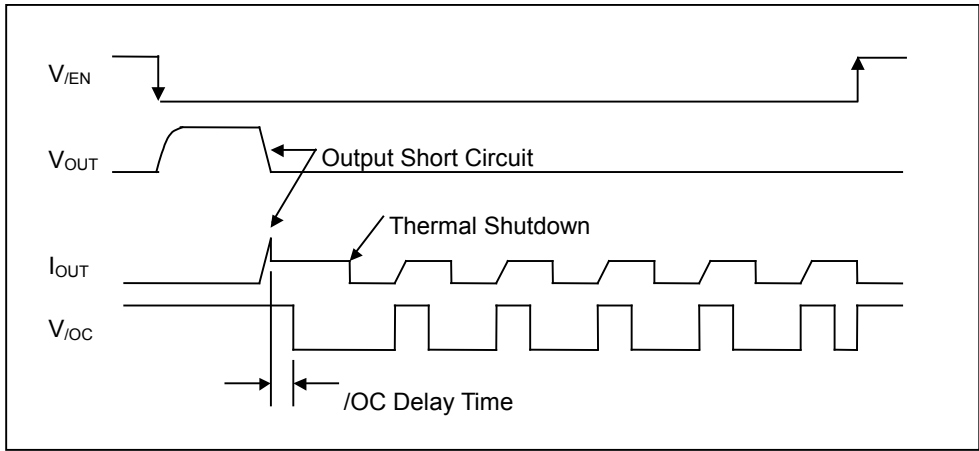 V/EN
VOUT
Output Short Circuit
Thermal Shutdown
IOUT
V/OC
/OC Delay Time